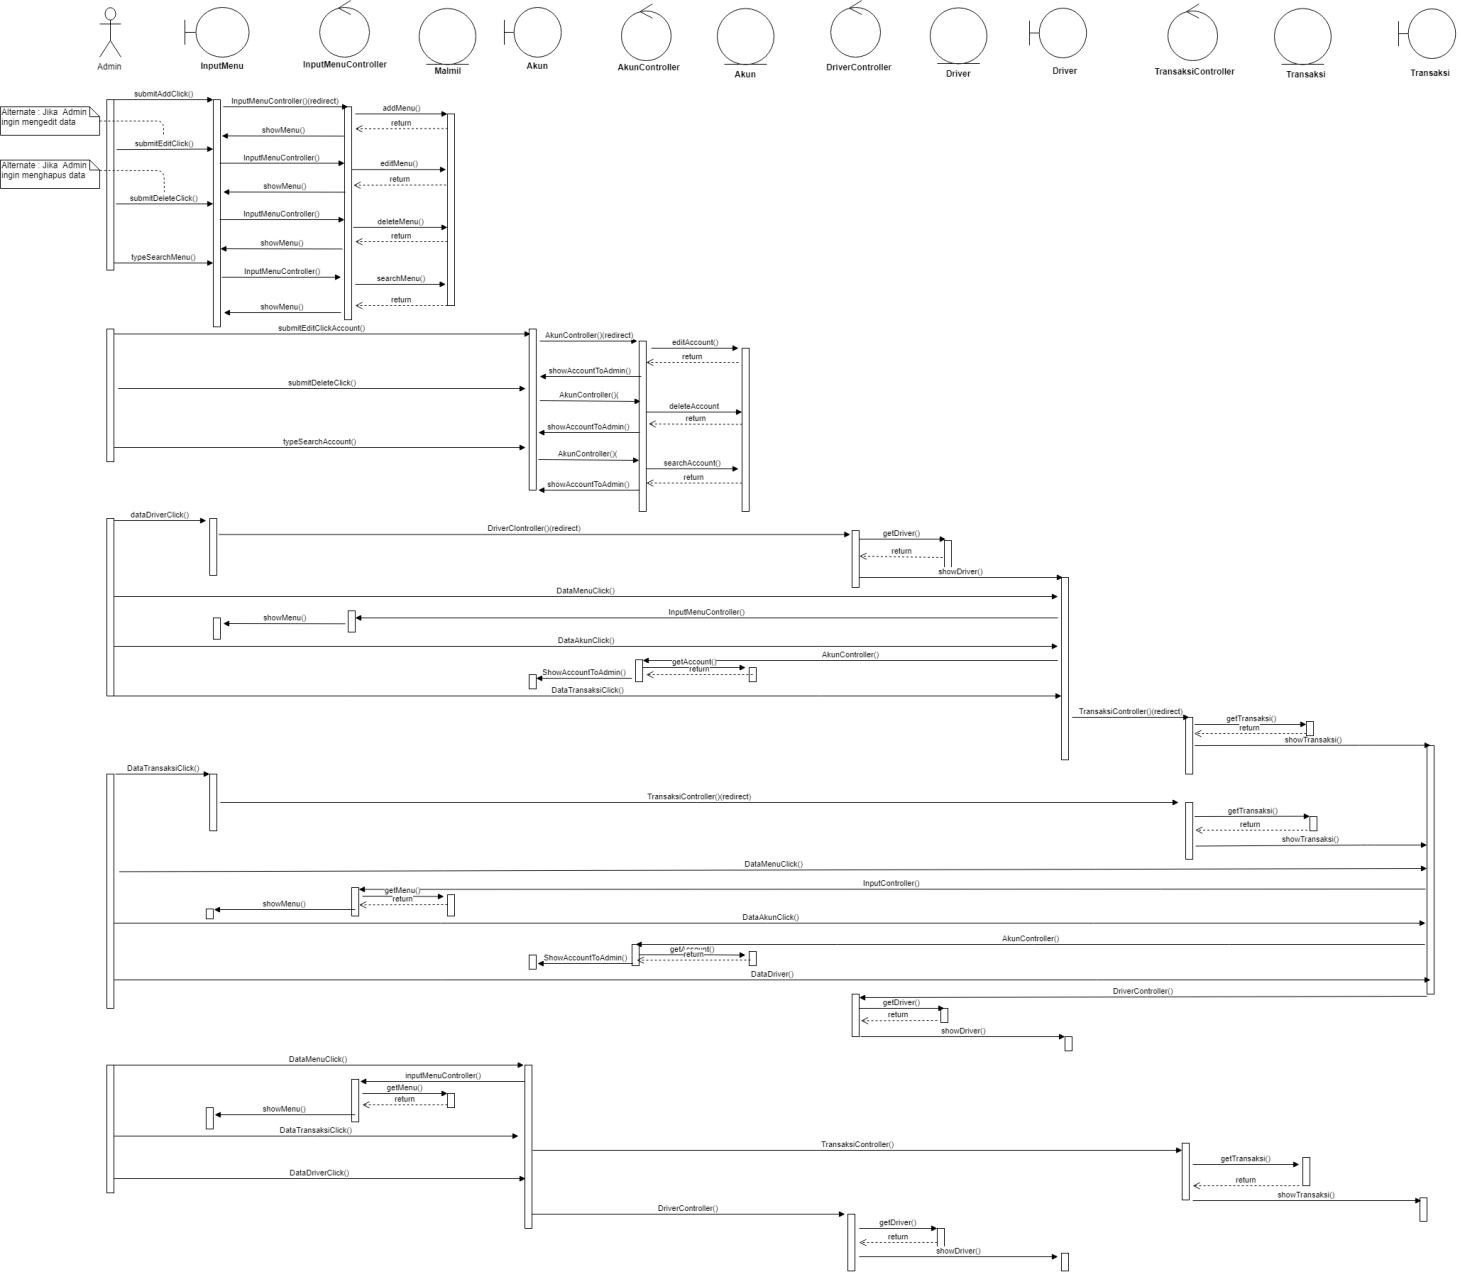 Admin
InputMenu
InputMenuController
Malmil
Akun
AkunController
Akun
DriverController
Driver
Driver
TransaksiController
Transaksi
Transaksi
submitAddClick()
InputMenuController()(redirect)
addMenu()
Alternate : Jika Admin
ingin mengedit data
return
showMenu()
submitEditClick()
InputMenuController()
editMenu()
Alternate : Jika Admin
ingin menghapus data
return
showMenu()
submitDeleteClick()
InputMenuController()
deleteMenu()
return
showMenu()
typeSearchMenu()
InputMenuController()
searchMenu()
return
showMenu()
submitEditClickAccount()
AkunController()(redirect)
editAccount()
return
showAccountToAdmin()
submitDeleteClick()
AkunController()(
deleteAccount
return
showAccountToAdmin()
typeSearchAccount()
AkunController()(
searchAccount()
return
showAccountToAdmin()
dataDriverClick()
DriverClontroller()(redirect)
getDriver()
return
showDriver()
DataMenuClick()
InputMenuController()
showMenu()
DataAkunClick()
AkunController()
getAccount()
return
ShowAccountToAdmin()
DataTransaksiClick()
TransaksiController()(redirect)
getTransaksi()
return
showTransaksi()
DataTransaksiClick()
TransaksiController()(redirect)
getTransaksi()
return
showTransaksi()
DataMenuClick()
InputController()
getMenu()
return
showMenu()
DataAkunClick()
AkunController()
getAccount()
return
ShowAccountToAdmin()
DataDriver()
DriverController()
getDriver()
return
showDriver()
DataMenuClick()
inputMenuController()
getMenu()
return
showMenu()
DataTransaksiClick()
TransaksiController()
getTransaksi()
DataDriverClick()
return
showTransaksi()
DriverController()
getDriver()
return
showDriver()